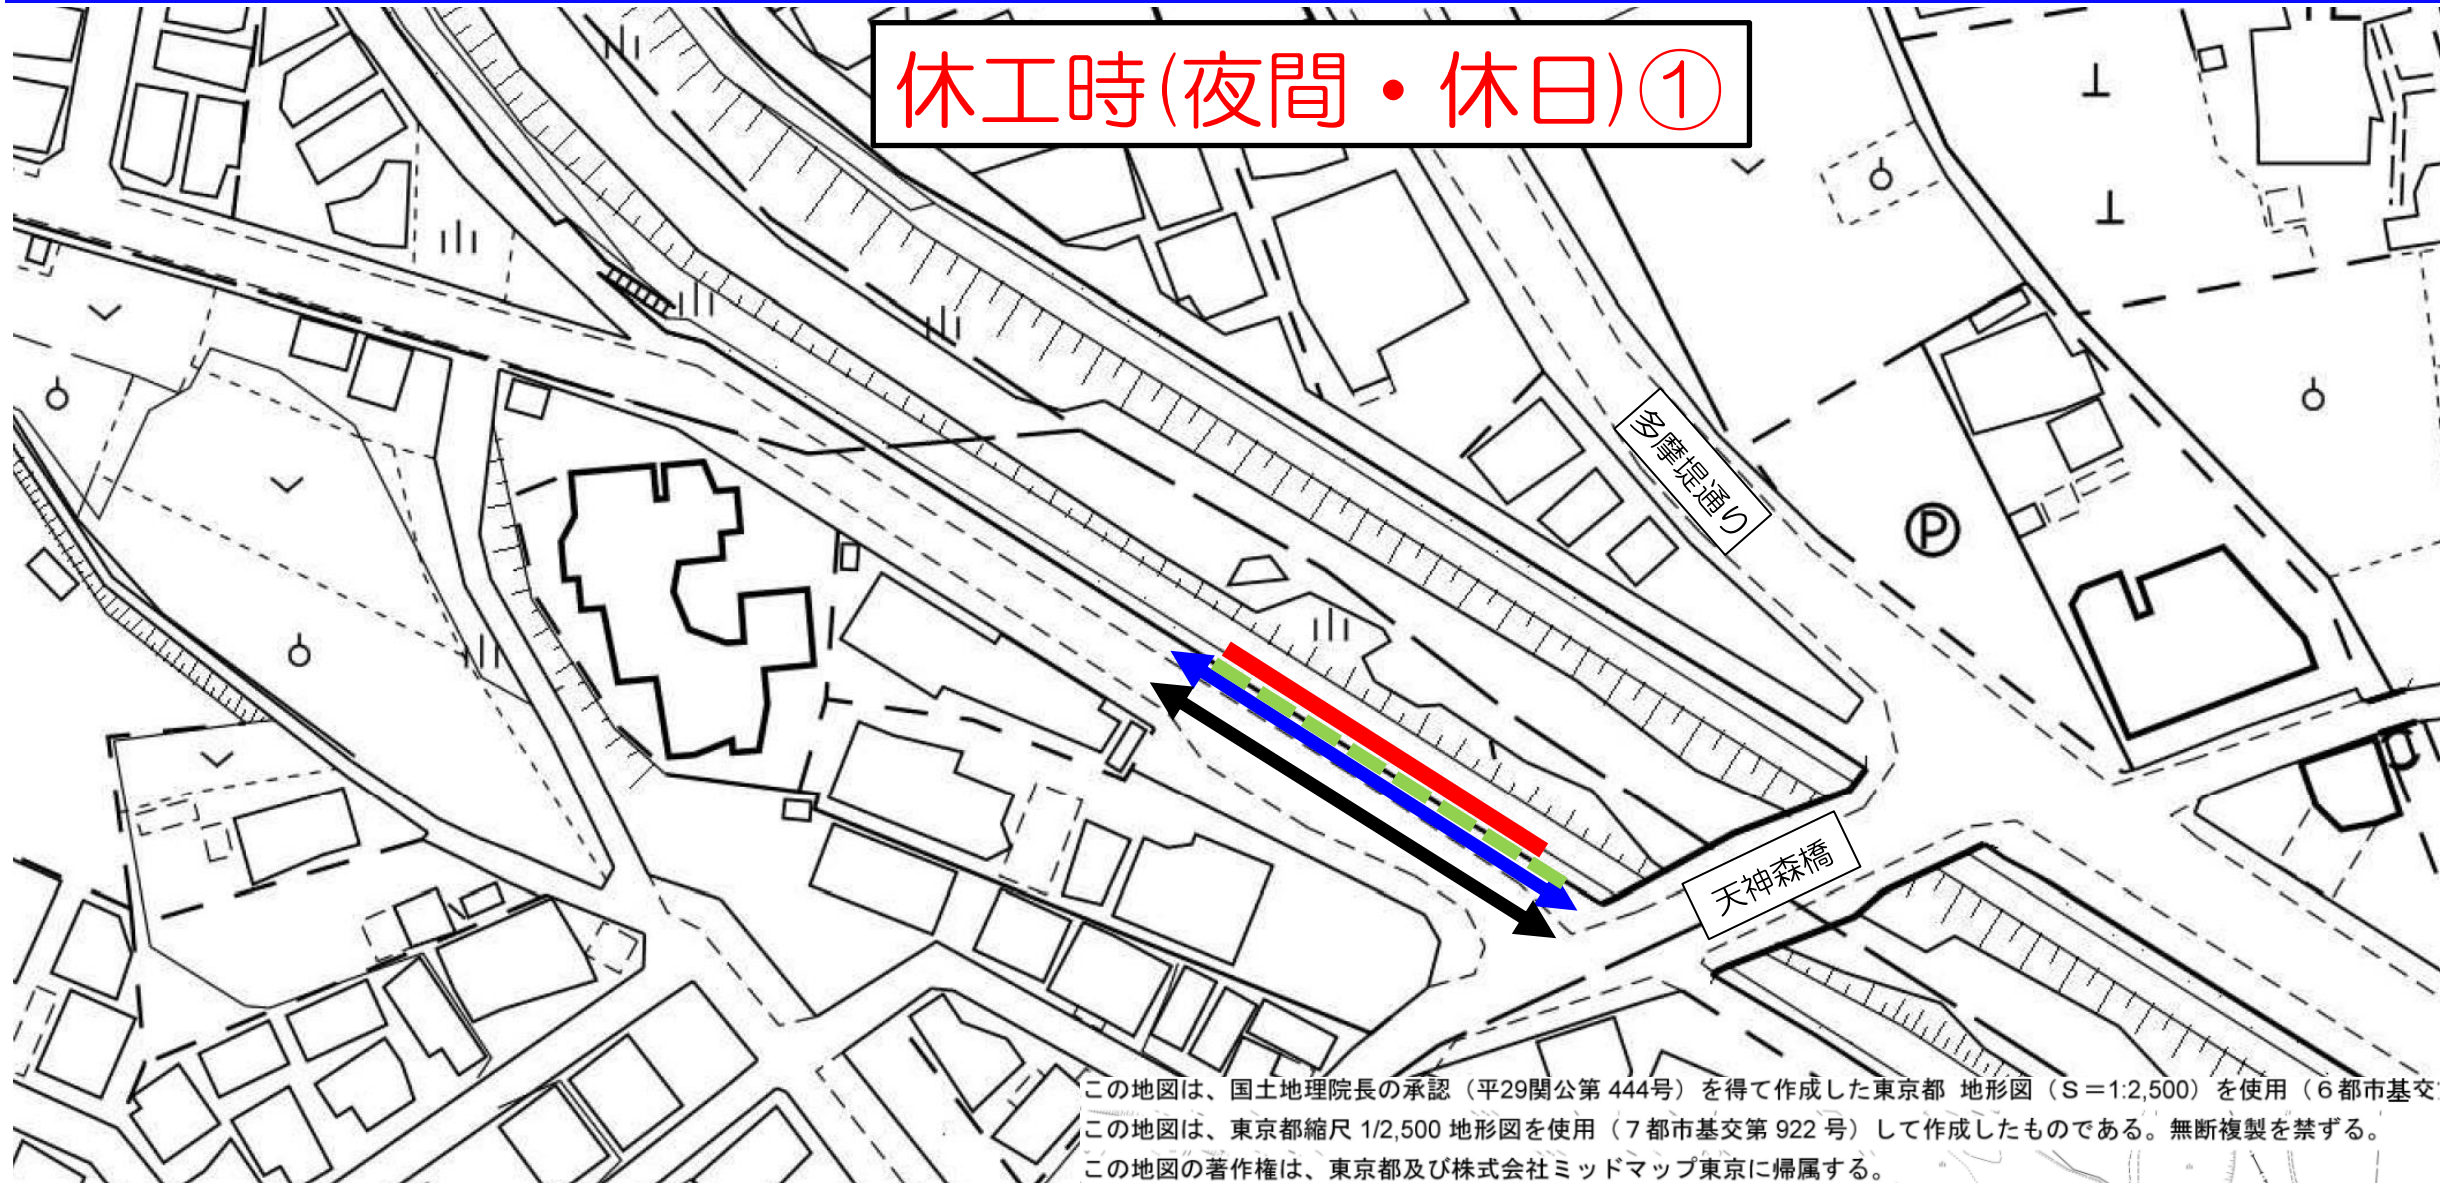 休工時(夜間・休日)①
多摩堤通り
P
天神森橋
この地図は、国土地理院長の承認（平29関公第 444号）を得て作成した東京都 地形図（Ｓ＝1:2,500）を使用（６都市基交
この地図は、東京都縮尺 1/2,500 地形図を使用（７都市基交第 922 号）して作成したものである。無断複製を禁ずる。
この地図の著作権は、東京都及び株式会社ミッドマップ東京に帰属する。